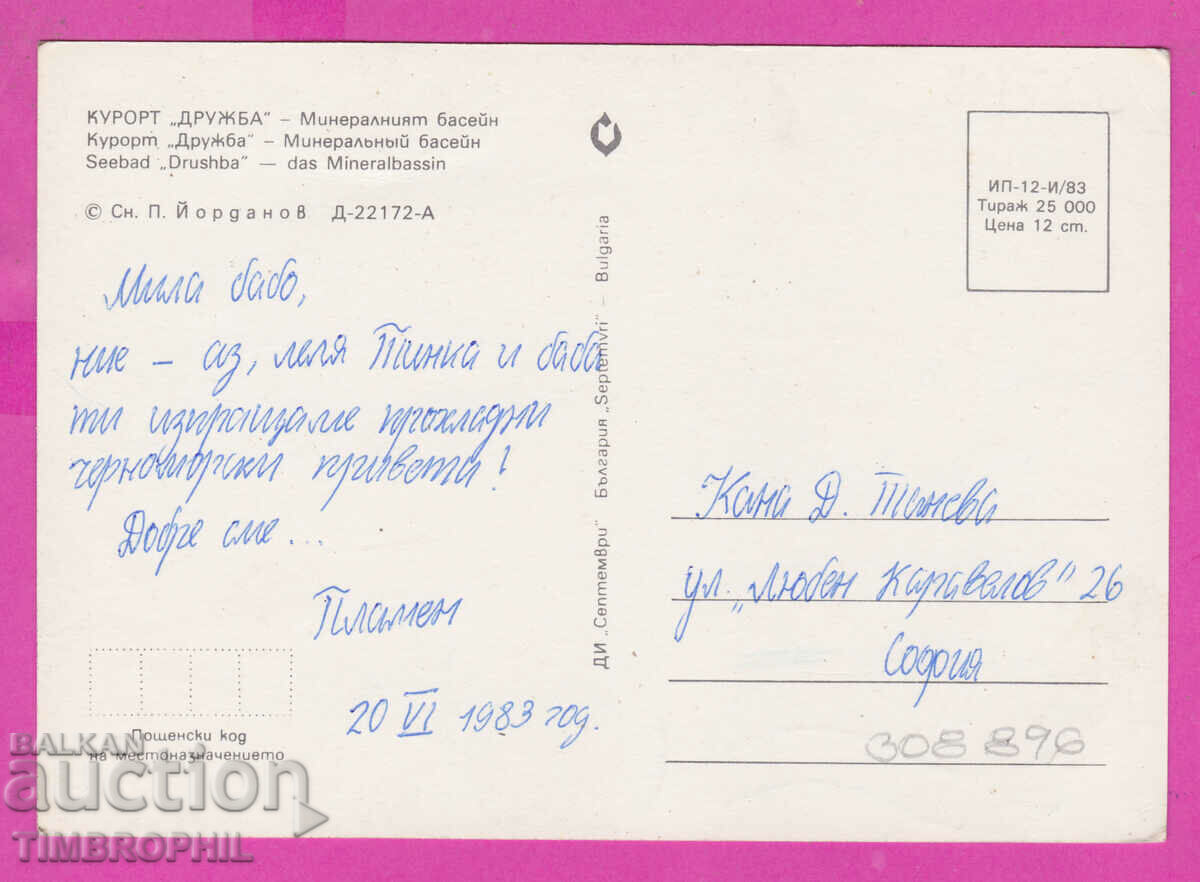 КУРОРТ „ДРУЖБА" – Минералният басейн
Курорт „Дружба" – Минеральный басейн
Seebad „Drushba" — das Mineralbassin
© Сн. П. Йорданов Д-22172-А
Мила бабо,
ние – аз, леля Пинка и баба
ти изпращаме прохладни
черноморски привети!
Добре сме...
Пламен
20 VI 1983 год.
Пощенски код
на местоназначението
ДИ „Септември" България „Septemvri" – Bulgaria
ИП-12-И/83
Тираж 25 000
Цена 12 ст.
Кана Д. Танева
ул. „Любен Каравелов" 26
София
308896
BALKAN
auction
TIMBROPHIL